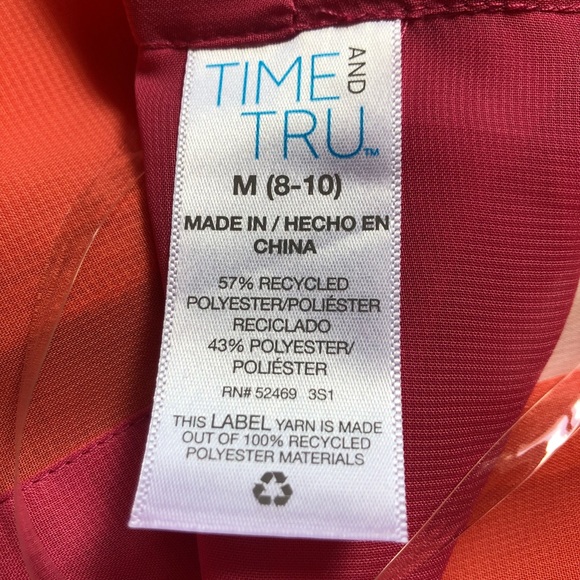 TIME AND
TRU™
M (8-10)
MADE IN / HECHO EN
CHINA
57% RECYCLED
POLYESTER/POLIÉSTER
RECICLADO
43% POLYESTER/
POLIÉSTER
RN# 52469 3S1
THIS LABEL YARN IS MADE
OUT OF 100% RECYCLED
POLYESTER MATERIALS